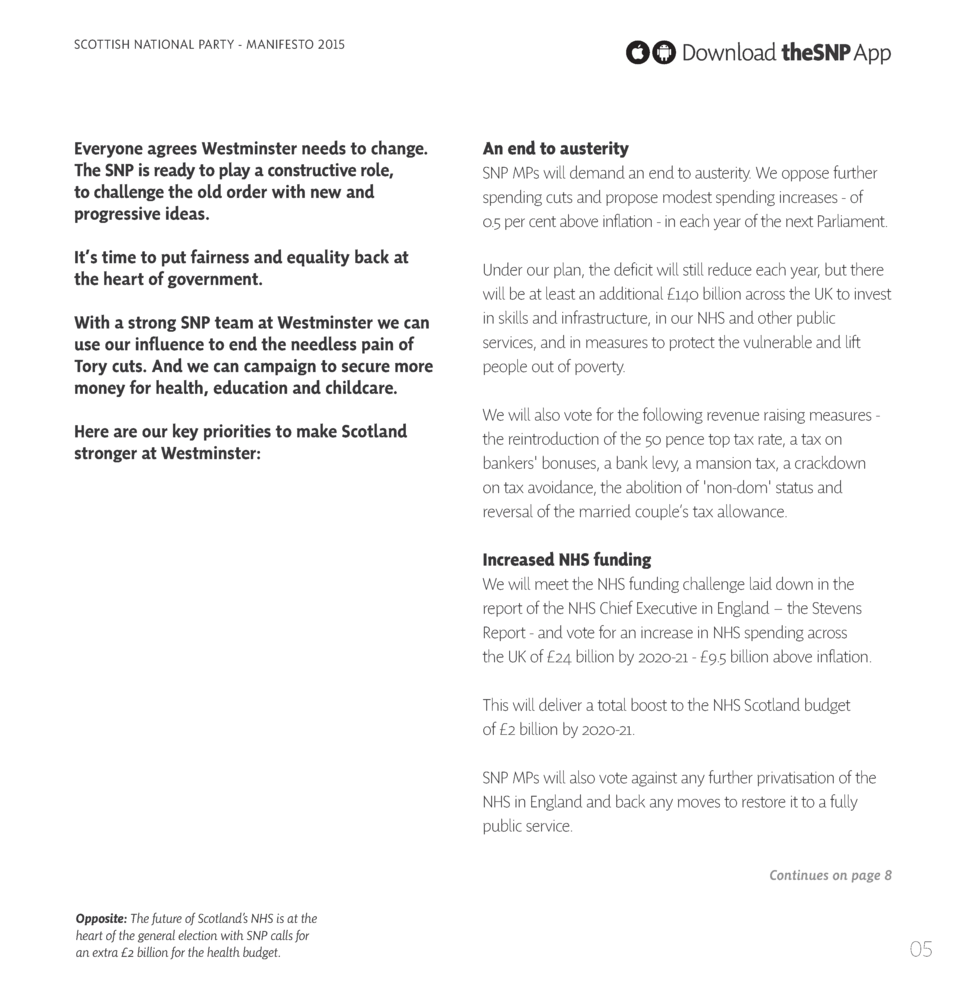 SCOTTISH NATIONAL PARTY - MANIFESTO 2015
Download theSNP App
Everyone agrees Westminster needs to change.
The SNP is ready to play a constructive role,
to challenge the old order with new and
progressive ideas.
It's time to put fairness and equality back at
the heart of government.
With a strong SNP team at Westminster we can
use our influence to end the needless pain of
Tory cuts. And we can campaign to secure more
money for health, education and childcare.
Here are our key priorities to make Scotland
stronger at Westminster:
An end to austerity
SNP MPs will demand an end to austerity. We oppose further
spending cuts and propose modest spending increases - of
0.5 per cent above inflation - in each year of the next Parliament.
Under our plan, the deficit will still reduce each year, but there
will be at least an additional £140 billion across the UK to invest
in skills and infrastructure, in our NHS and other public
services, and in measures to protect the vulnerable and lift
people out of poverty.
We will also vote for the following revenue raising measures -
the reintroduction of the 50 pence top tax rate, a tax on
bankers' bonuses, a bank levy, a mansion tax, a crackdown
on tax avoidance, the abolition of 'non-dom' status and
reversal of the married couple's tax allowance.
Increased NHS funding
We will meet the NHS funding challenge laid down in the
report of the NHS Chief Executive in England – the Stevens
Report - and vote for an increase in NHS spending across
the UK of £24 billion by 2020-21 - £9.5 billion above inflation.
This will deliver a total boost to the NHS Scotland budget
of £2 billion by 2020-21.
SNP MPs will also vote against any further privatisation of the
NHS in England and back any moves to restore it to a fully
public service.
Continues on page 8
Opposite: The future of Scotland's NHS is at the
heart of the general election with SNP calls for
an extra £2 billion for the health budget.
05